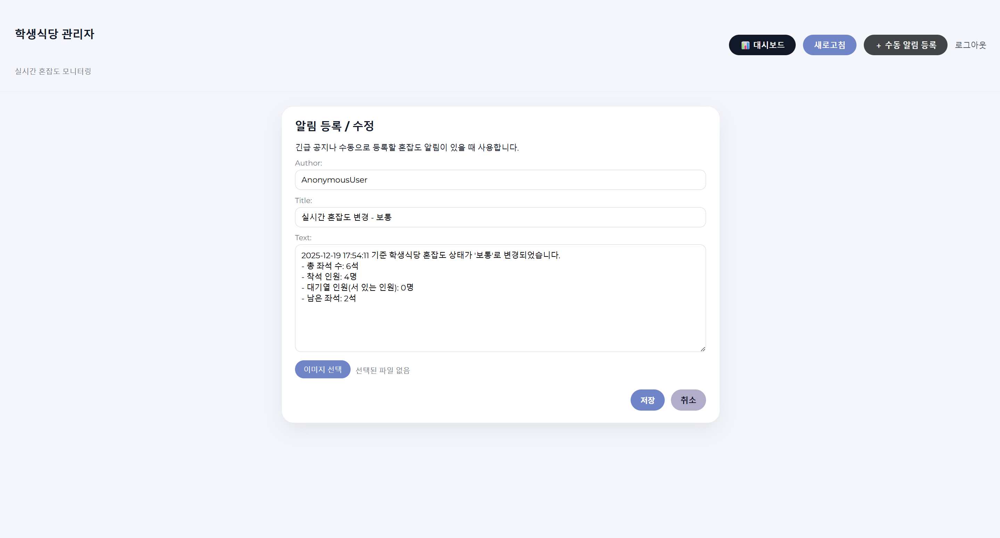 학생식당 관리자
실시간 혼잡도 모니터링
📊 대시보드
새로고침
+ 수동 알림 등록
로그아웃
알림 등록 / 수정
긴급 공지나 수동으로 등록할 혼잡도 알림이 있을 때 사용합니다.
Author:
AnonymousUser
Title:
실시간 혼잡도 변경 - 보통
Text:
2025-12-19 17:54:11 기준 학생식당 혼잡도 상태가 '보통'로 변경되었습니다.
- 총 좌석 수: 6석
- 착석 인원: 4명
- 대기열 인원(서 있는 인원): 0명
- 남은 좌석: 2석
이미지 선택
선택된 파일 없음
저장
취소